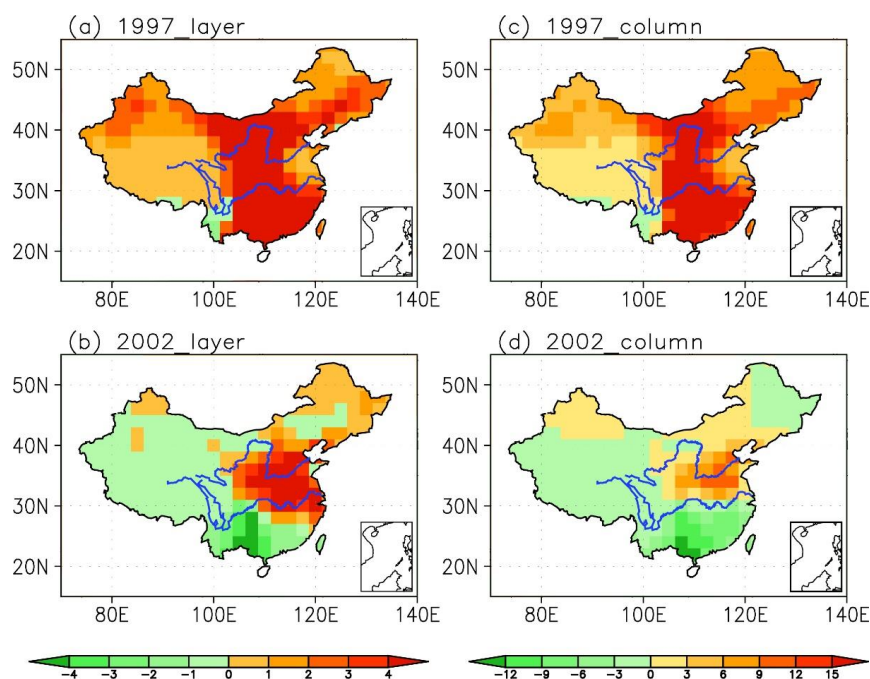 (a) 1997_layer
50N
40N
30N
20N
80E 100E 120E 140E
(c) 1997_column
50N
40N
30N
20N
80E 100E 120E 140E
(b) 2002_layer
50N
40N
30N
20N
80E 100E 120E 140E
(d) 2002_column
50N
40N
30N
20N
80E 100E 120E 140E
-4 -3 -2 -1 0 1 2 3 4
-12 -9 -6 -3 0 3 6 9 12 15